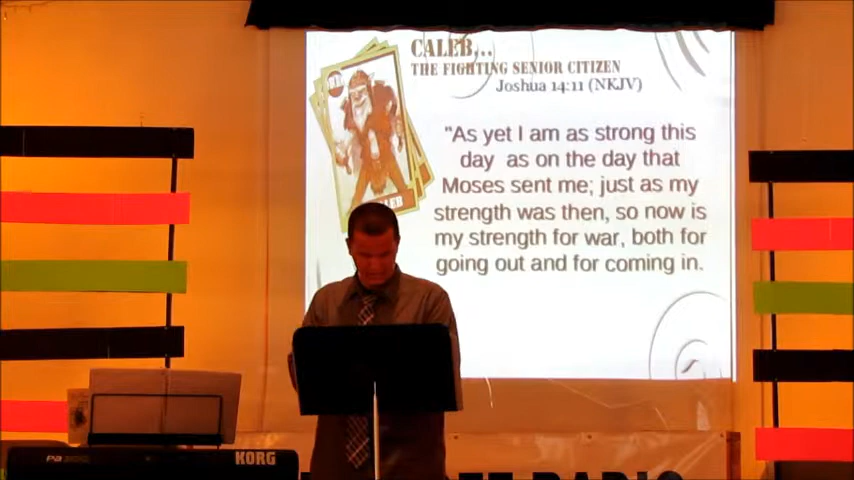 CALEB...
THE FIGHTING SENIOR CITIZEN
Joshua 14:11 (NKJV)
"As yet I am as strong this
day, as on the day that
Moses sent me; just as my
strength was then, so now is
my strength for war, both for
going out and for coming in.
CALEB
KORG
RADIO